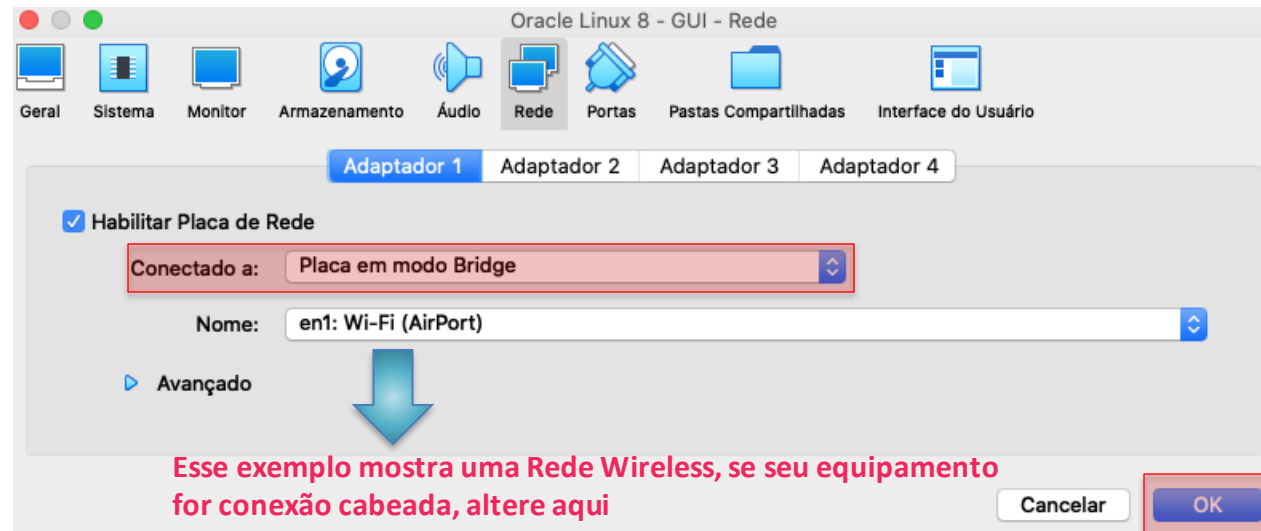 Oracle Linux 8 - GUI - Rede
Geral Sistema Monitor Armazenamento Áudio Rede Portas Pastas Compartilhadas Interface do Usuário
Adaptador 1 Adaptador 2 Adaptador 3 Adaptador 4
Habilitar Placa de Rede
Conectado a: Placa em modo Bridge
Nome: en1: Wi-Fi (AirPort)
Avançado
Esse exemplo mostra uma Rede Wireless, se seu equipamento
for conexão cabeada, altere aqui
Cancelar OK